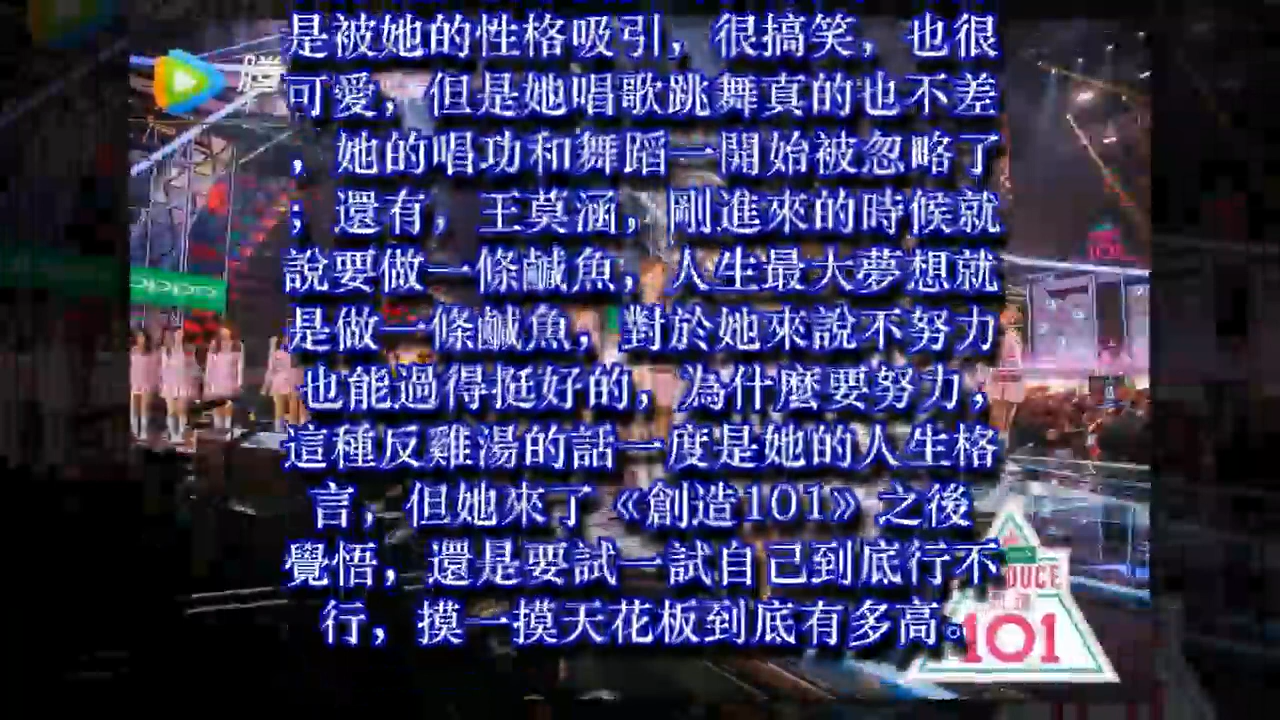 是被她的性格吸引，很搞笑，也很
可愛，但是她唱歌跳舞真的也不差
，她的唱功和舞蹈一開始被忽略了
；還有，王莫涵，剛進來的時候就
說要做一條鹹魚，人生最大夢想就
是做一條鹹魚，對於她來說不努力
也能過得挺好的，為什麼要努力，
這種反雞湯的話一度是她的人生格
言，但她來了《創造101》之後
覺悟，還是要試一試自己到底行不
行，摸一摸天花板到底有多高。
騰
oppo
101
DUCE
101